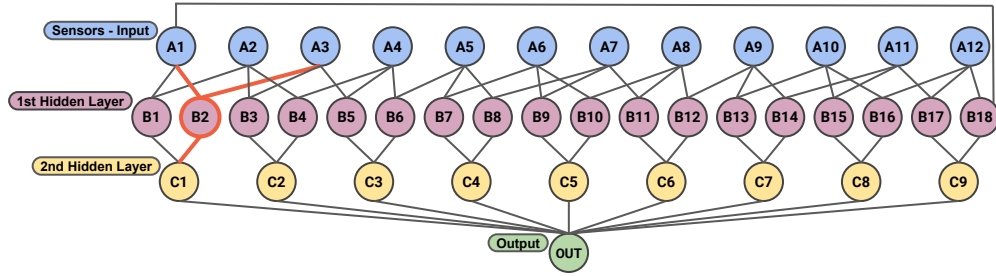 Sensors - Input
A1 A2 A3 A4 A5 A6 A7 A8 A9 A10 A11 A12
1st Hidden Layer
B1 B2 B3 B4 B5 B6 B7 B8 B9 B10 B11 B12 B13 B14 B15 B16 B17 B18
2nd Hidden Layer
C1 C2 C3 C4 C5 C6 C7 C8 C9
Output
OUT